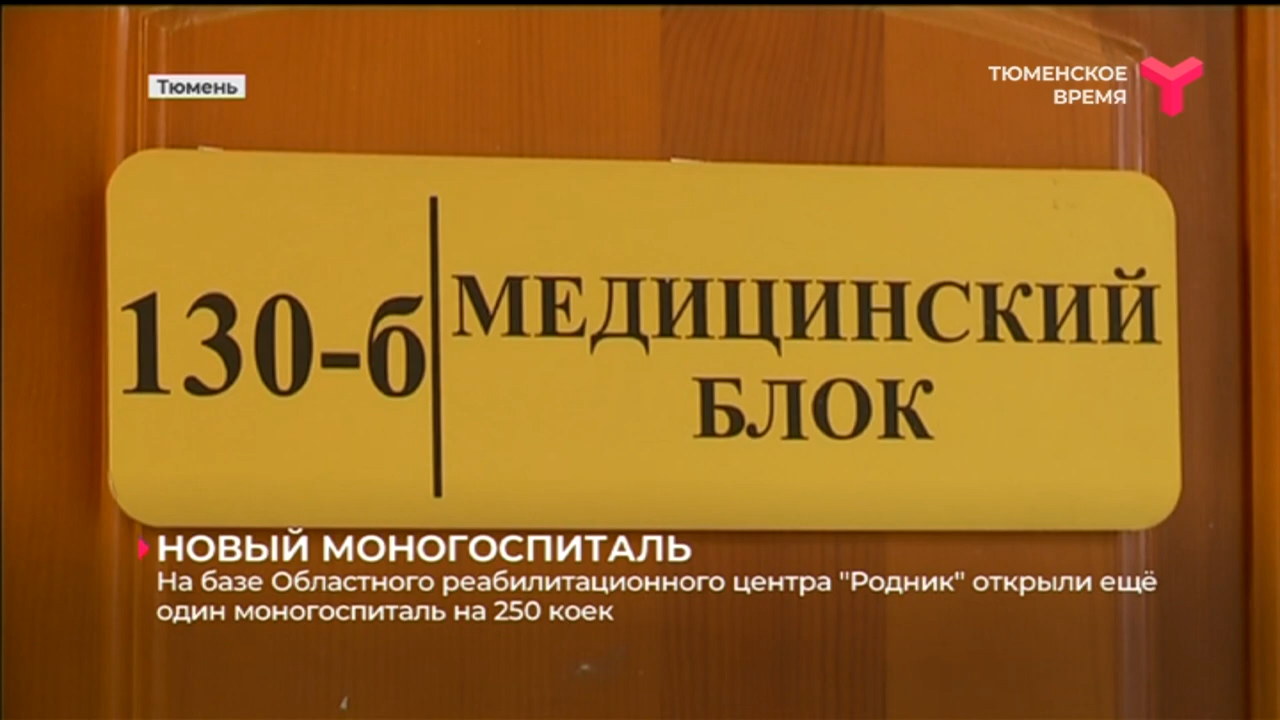 Тюмень
ТЮМЕНСКОЕ
ВРЕМЯ
130-б
МЕДИЦИНСКИЙ
БЛОК
НОВЫЙ МОНОГОСПИТАЛЬ
На базе Областного реабилитационного центра "Родник" открыли ещё
один моногоспиталь на 250 коек